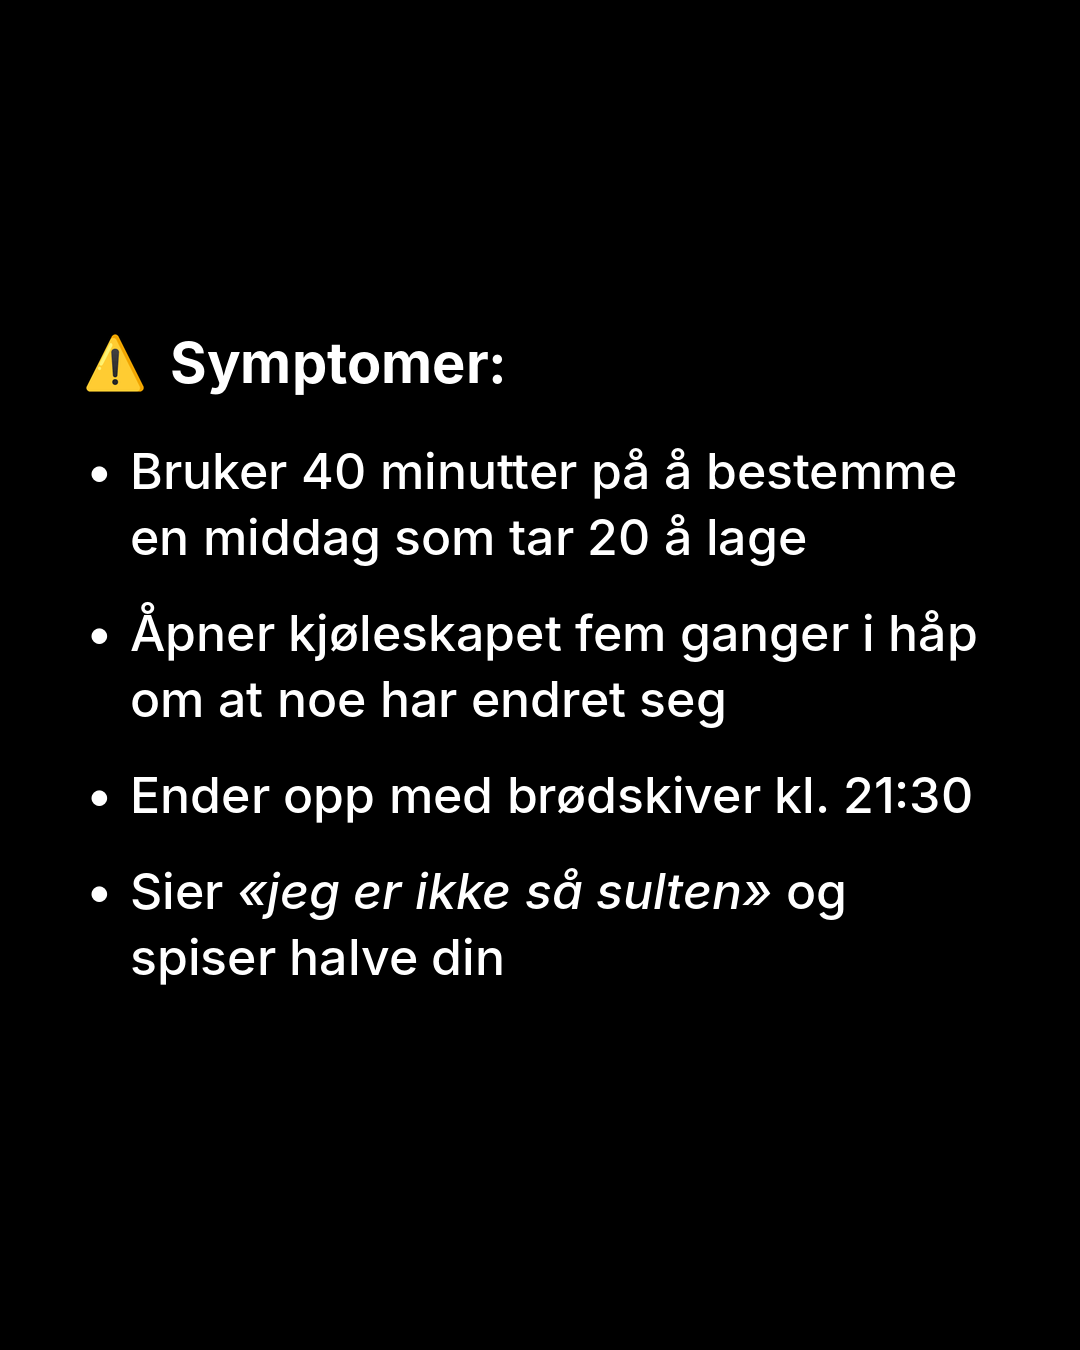 ⚠️ Symptomer:
• Bruker 40 minutter på å bestemme
en middag som tar 20 å lage
• Åpner kjøleskapet fem ganger i håp
om at noe har endret seg
• Ender opp med brødskiver kl. 21:30
• Sier «jeg er ikke så sulten» og
spiser halve din